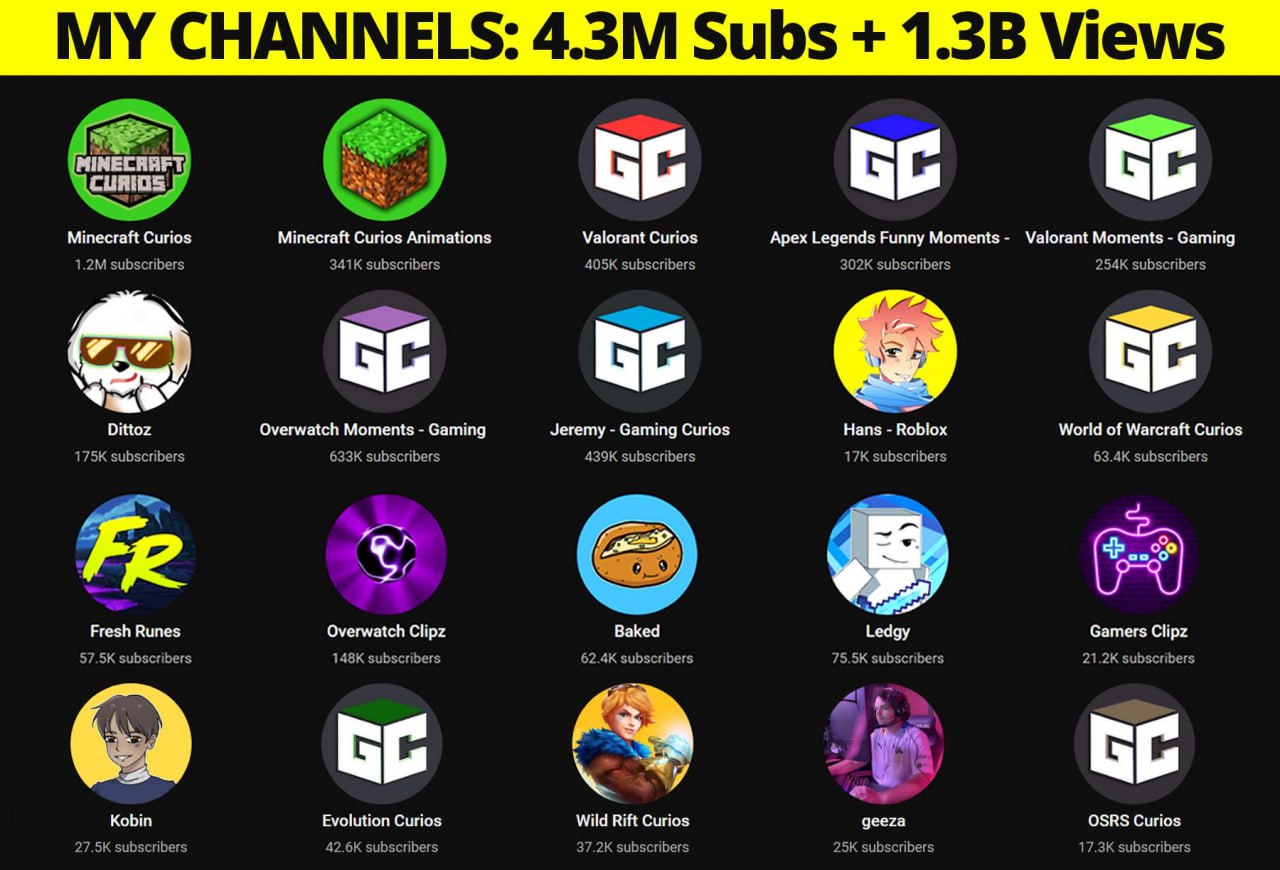 MY CHANNELS: 4.3M Subs + 1.3B Views
MINECRAFT
CURIOS
GC
GC
GC
Minecraft Curios
Minecraft Curios Animations
Valorant Curios
Apex Legends Funny Moments -
Valorant Moments - Gaming
1.2M subscribers
341K subscribers
405K subscribers
302K subscribers
254K subscribers
GC
GC
GC
Dittoz
Overwatch Moments - Gaming
Jeremy - Gaming Curios
Hans - Roblox
World of Warcraft Curios
175K subscribers
633K subscribers
439K subscribers
17K subscribers
63.4K subscribers
FR
Fresh Runes
Overwatch Clipz
Baked
Ledgy
Gamers Clipz
57.5K subscribers
148K subscribers
62.4K subscribers
75.5K subscribers
21.2K subscribers
GC
GC
Kobin
Evolution Curios
Wild Rift Curios
geeza
OSRS Curios
27.5K subscribers
42.6K subscribers
37.2K subscribers
25K subscribers
17.3K subscribers